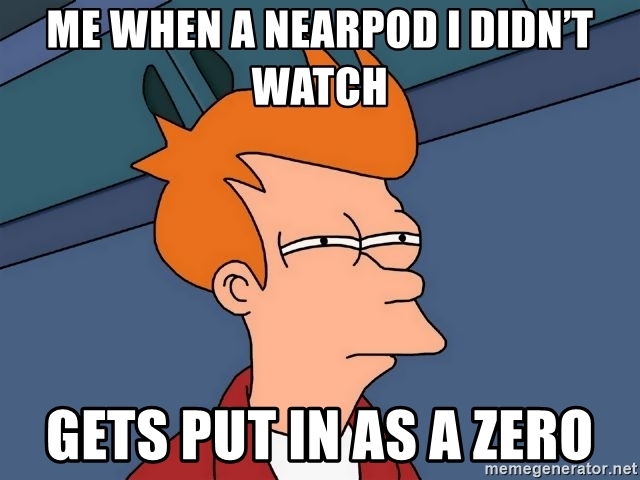 ME WHEN A NEARPOD I DIDN’T
WATCH
GETS PUT IN AS A ZERO
memegenerator.net